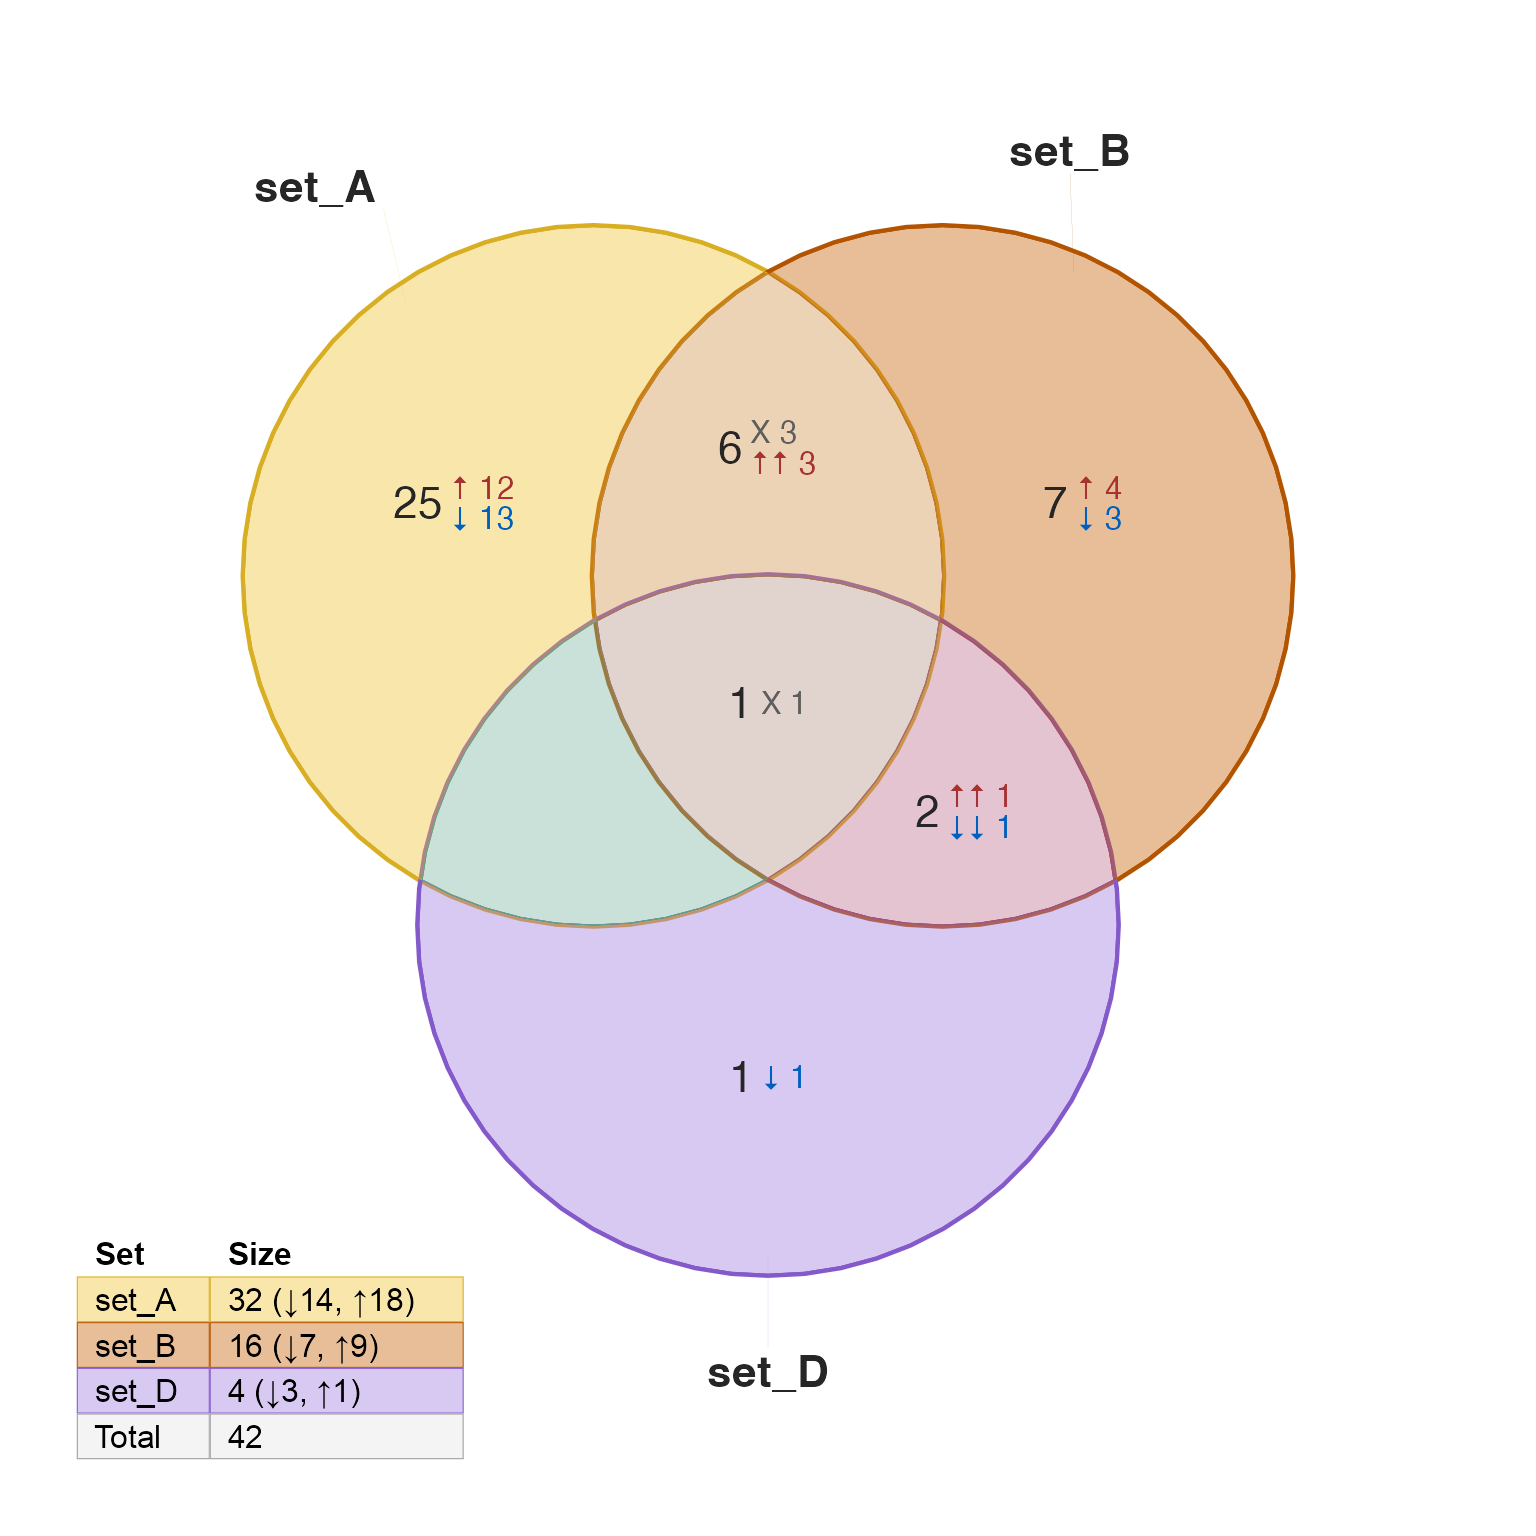 set_B
set_A
6 X 3
↑↑ 3
25 ↑ 12
↓ 13
7 ↑ 4
↓ 3
1 X 1
2 ↑↑ 1
↓↓ 1
1 ↓ 1
Set Size
set_A 32 (↓14, ↑18)
set_B 16 (↓7, ↑9)
set_D 4 (↓3, ↑1)
Total 42
set_D